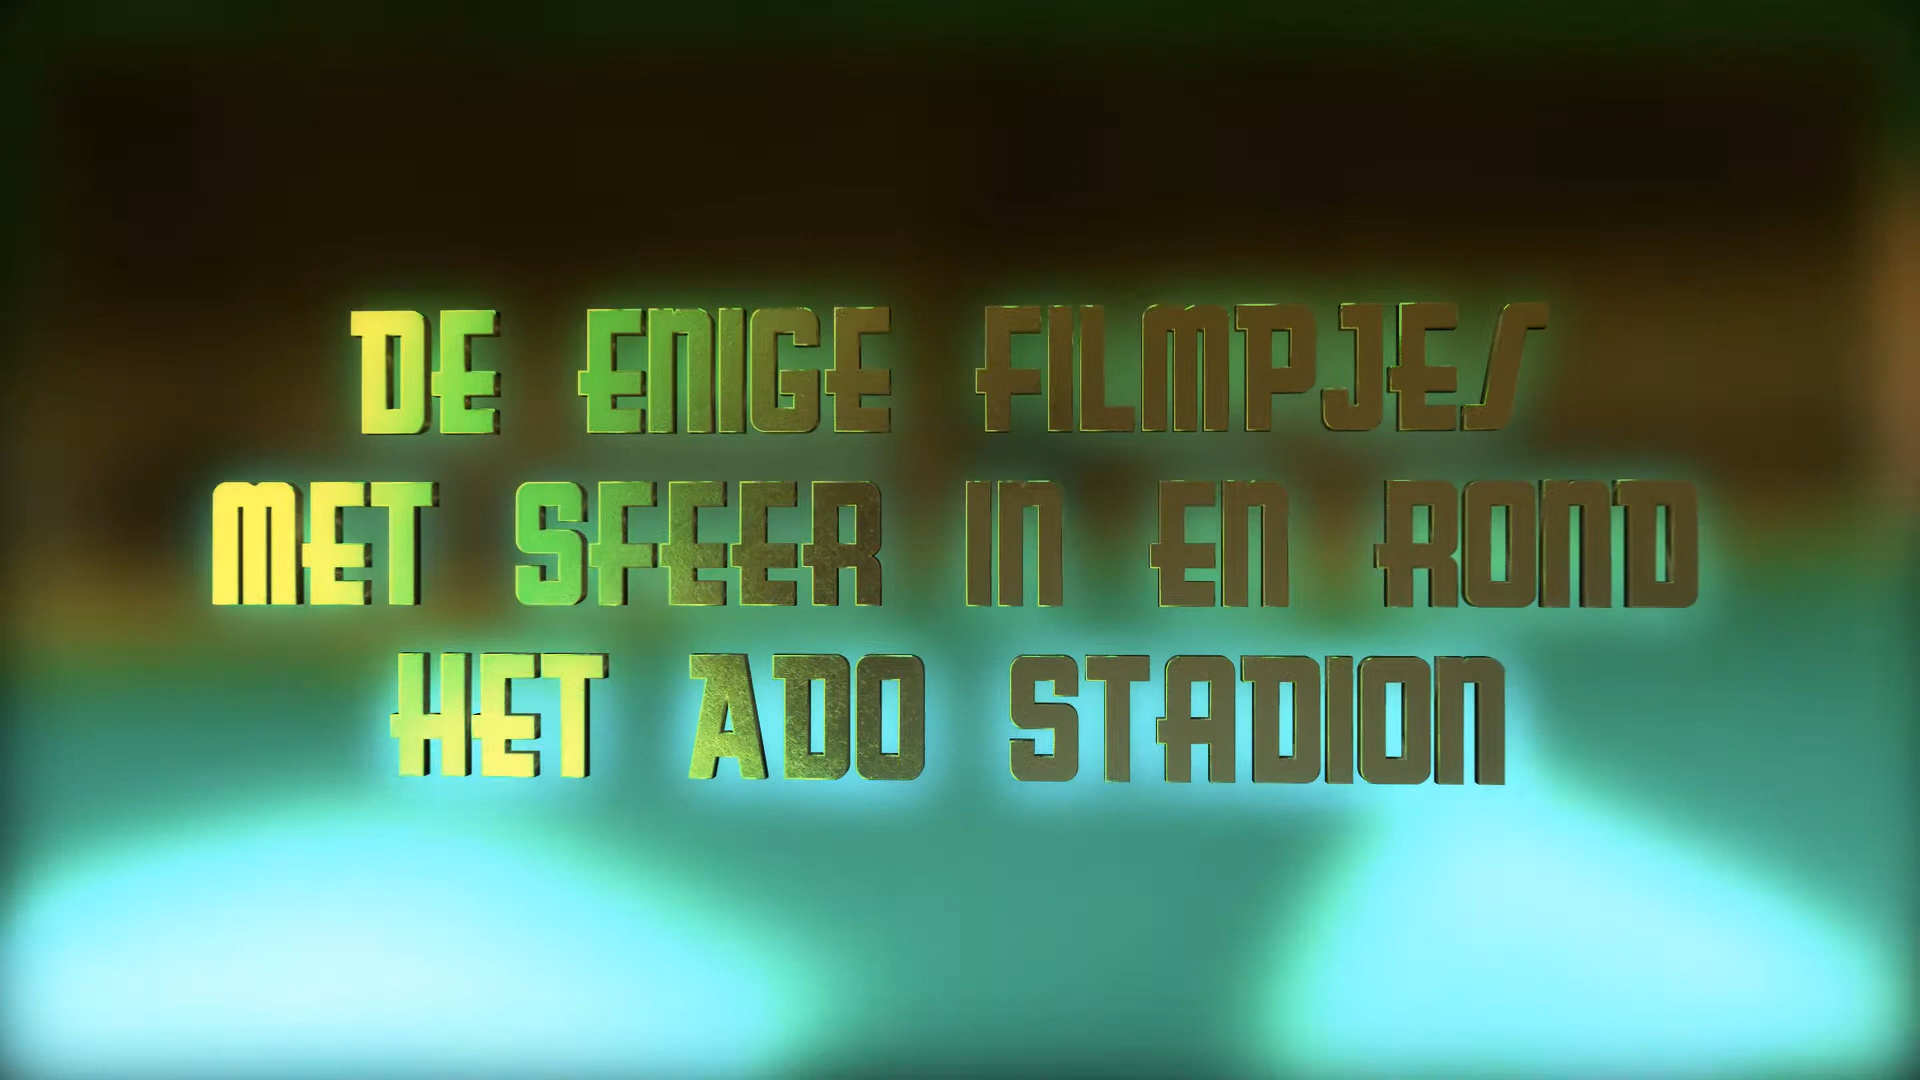 DE ENIGE FILMPJES
MET SFEER IN EN ROND
HET ADO STADION